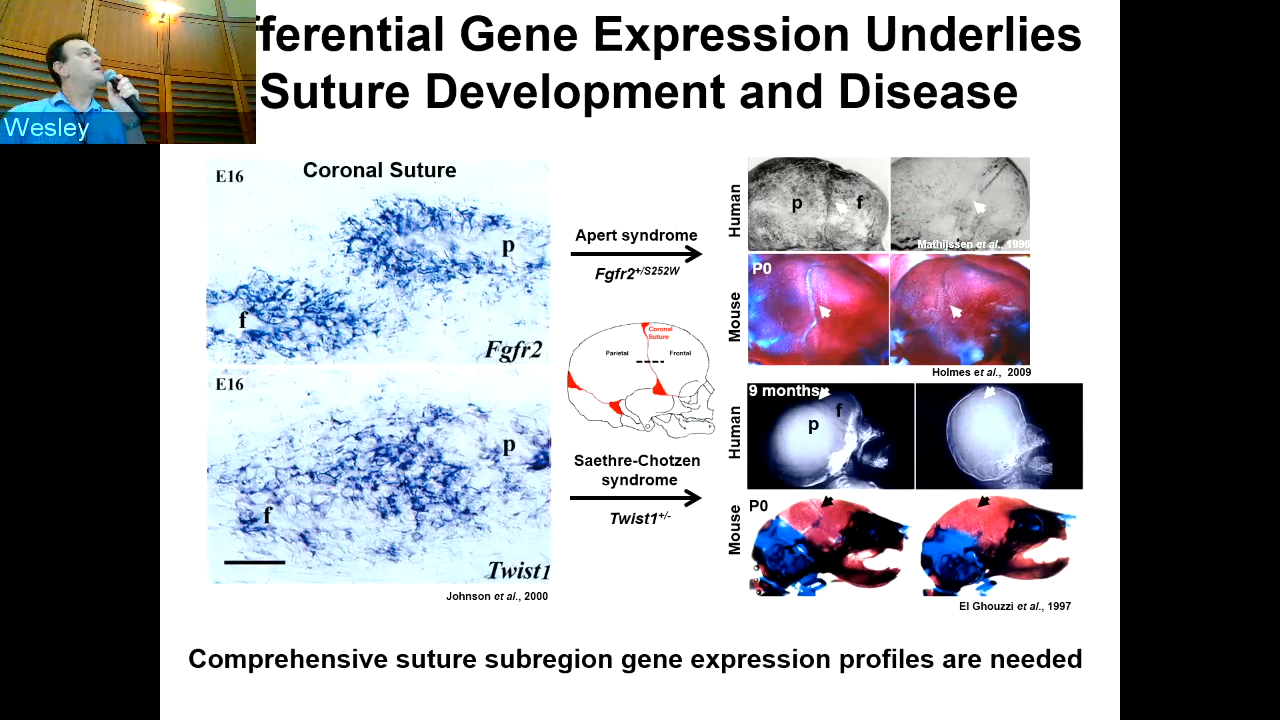 fferential Gene Expression Underlies
Suture Development and Disease
Wesley
E16
Coronal Suture
p
f
Fgfr2
E16
p
f
Twist1
Johnson et al., 2000
Apert syndrome
Fgfr2+/S252W
Coronal
Suture
Parietal
Frontal
Saethre-Chotzen
syndrome
Twist1+/-
Human
p
f
Mathijssen et al., 1996
Mouse
P0
Holmes et al., 2009
Human
9 months
f
p
Mouse
P0
El Ghouzzi et al., 1997
Comprehensive suture subregion gene expression profiles are needed